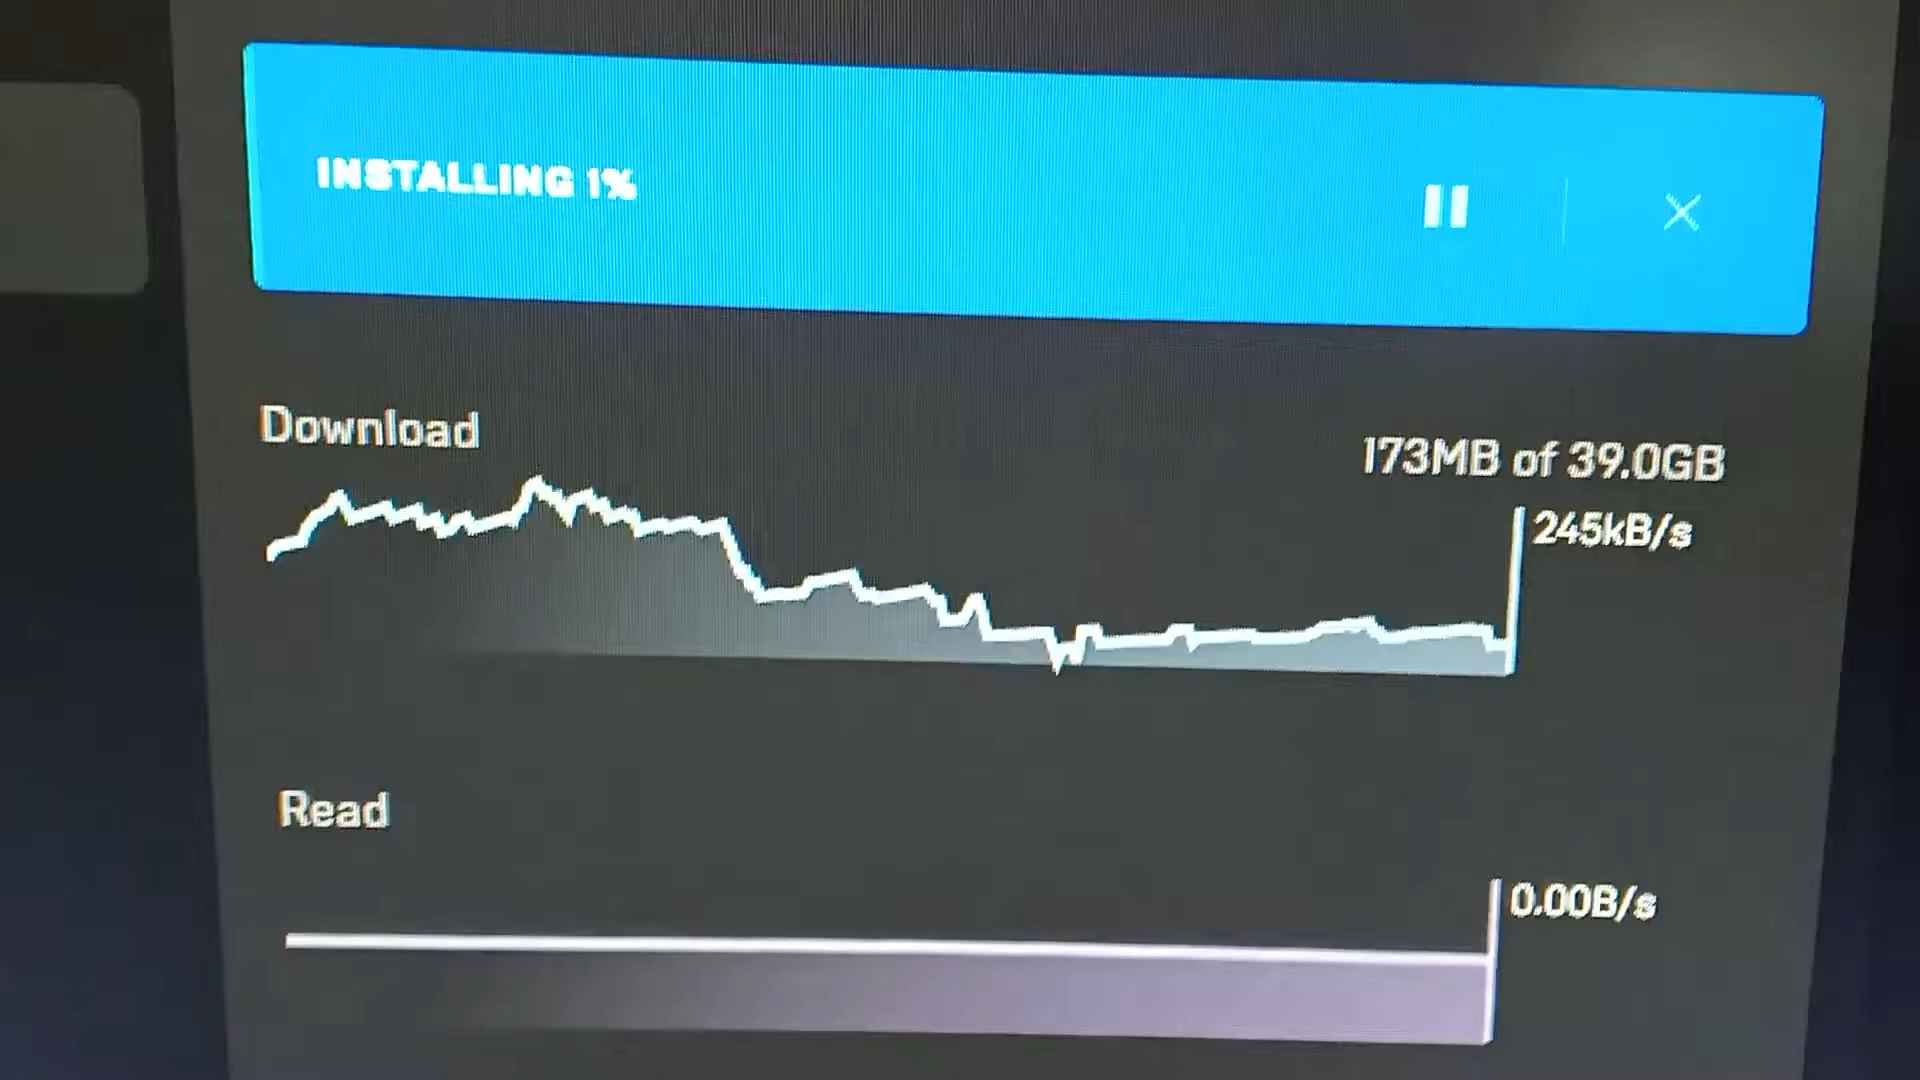 INSTALLING 1%
Download
173MB of 39.0GB
245kB/s
Read
0.00B/s